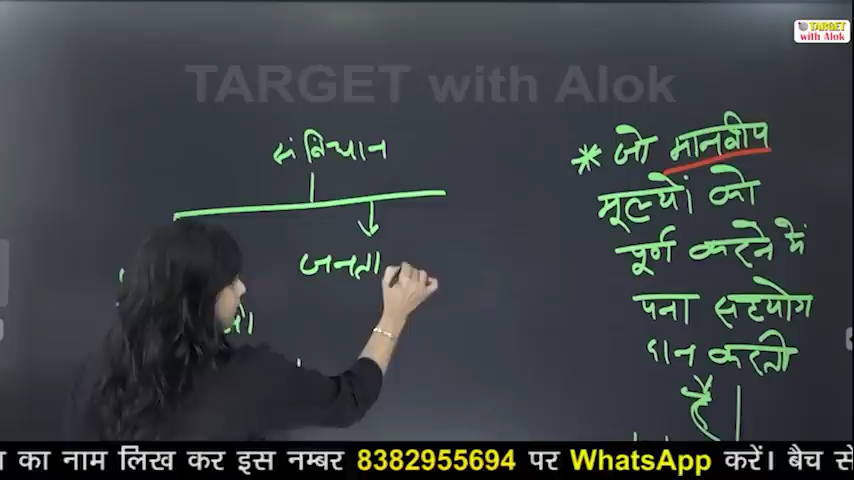 TARGET
with Alok
TARGET with Alok
संविधान
जनता
* जो मानवीय
मूल्यों को
पूर्ण करने में
पना सहयोग
दान करती
है
का नाम लिख कर इस नम्बर 8382955694 पर WhatsApp करें। बैच से